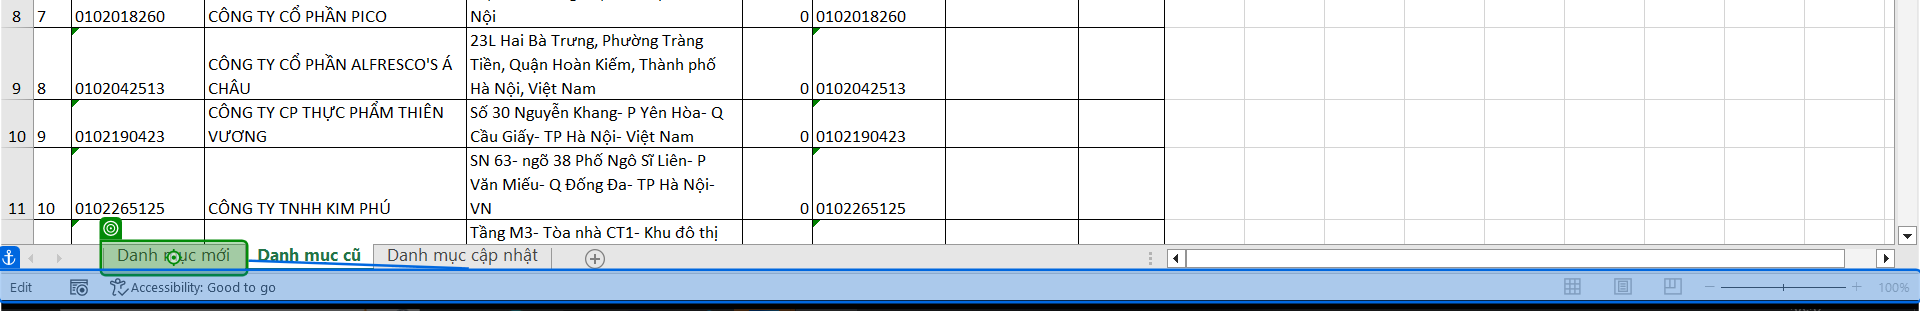 Nội
8 7 0102018260 CÔNG TY CỔ PHẦN PICO 0 0102018260
23L Hai Bà Trưng, Phường Tràng
Tiền, Quận Hoàn Kiếm, Thành phố
Hà Nội, Việt Nam
CÔNG TY CỔ PHẦN ALFRESCO'S Á
CHÂU
9 8 0102042513 0 0102042513
CÔNG TY CP THỰC PHẨM THIÊN
VƯƠNG
Số 30 Nguyễn Khang- P Yên Hòa- Q
Cầu Giấy- TP Hà Nội- Việt Nam
10 9 0102190423 0 0102190423
SN 63- ngõ 38 Phố Ngô Sĩ Liên- P
Văn Miếu- Q Đống Đa- TP Hà Nội-
VN
11 10 0102265125 CÔNG TY TNHH KIM PHÚ 0 0102265125
Tầng M3- Tòa nhà CT1- Khu đô thị
Danh mục mới Danh mục cũ Danh mục cập nhật
Edit Accessibility: Good to go 100%